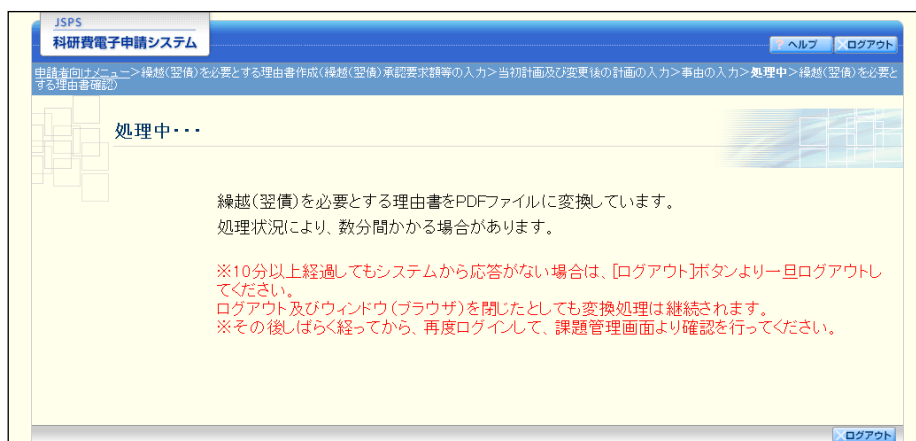 JSPS
科研費電子申請システム
? ヘルプ
×ログアウト
申請者向けメニュー>繰越(翌債)を必要とする理由書作成(繰越(翌債)承認要求額等の入力>当初計画及び変更後の計画の入力>事由の入力>処理中>繰越(翌債)を必要と
する理由書確認)
処理中・・・
繰越(翌債)を必要とする理由書をPDFファイルに変換しています。
処理状況により、数分間かかる場合があります。
※10分以上経過してもシステムから応答がない場合は、[ログアウト]ボタンより一旦ログアウトし
てください。
ログアウト及びウィンドウ(ブラウザ)を閉じたとしても変換処理は継続されます。
※その後しばらく経ってから、再度ログインして、課題管理画面より確認を行ってください。
×ログアウト